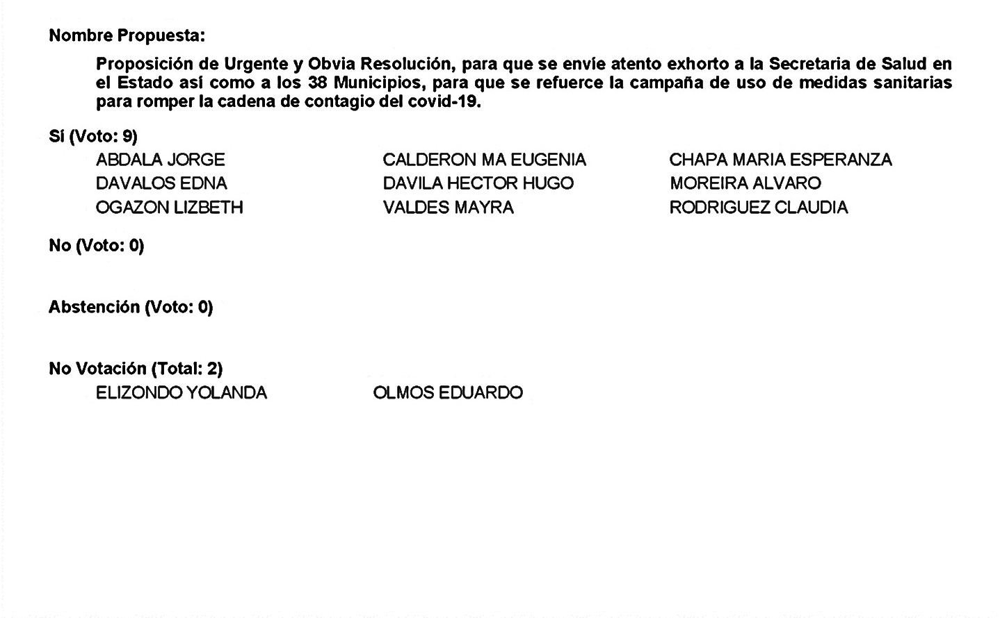 Nombre Propuesta:
Proposición de Urgente y Obvia Resolución, para que se envíe atento exhorto a la Secretaria de Salud en
el Estado así como a los 38 Municipios, para que se refuerce la campaña de uso de medidas sanitarias
para romper la cadena de contagio del covid-19.
Sí (Voto: 9)
ABDALA JORGE CALDERON MA EUGENIA CHAPA MARIA ESPERANZA
DAVALOS EDNA DAVILA HECTOR HUGO MOREIRA ALVARO
OGAZON LIZBETH VALDES MAYRA RODRIGUEZ CLAUDIA
No (Voto: 0)
Abstención (Voto: 0)
No Votación (Total: 2)
ELIZONDO YOLANDA OLMOS EDUARDO